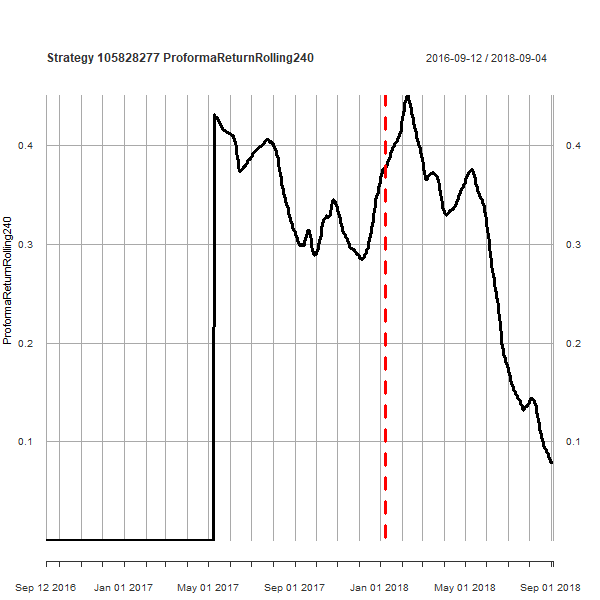 Strategy 105828277 ProformaReturnRolling240
2016-09-12 / 2018-09-04
ProformaReturnRolling240
0.4
0.3
0.2
0.1
0.4
0.3
0.2
0.1
Sep 12 2016
Jan 01 2017
May 01 2017
Sep 01 2017
Jan 01 2018
May 01 2018
Sep 01 2018